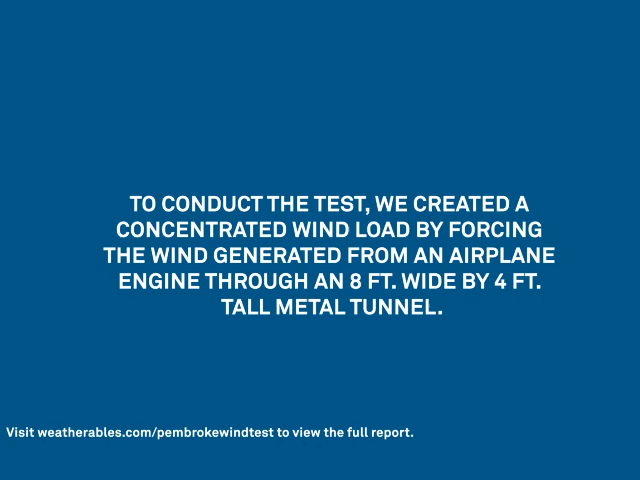 TO CONDUCT THE TEST, WE CREATED A
CONCENTRATED WIND LOAD BY FORCING
THE WIND GENERATED FROM AN AIRPLANE
ENGINE THROUGH AN 8 FT. WIDE BY 4 FT.
TALL METAL TUNNEL.
Visit weatherables.com/pembrokewindtest to view the full report.